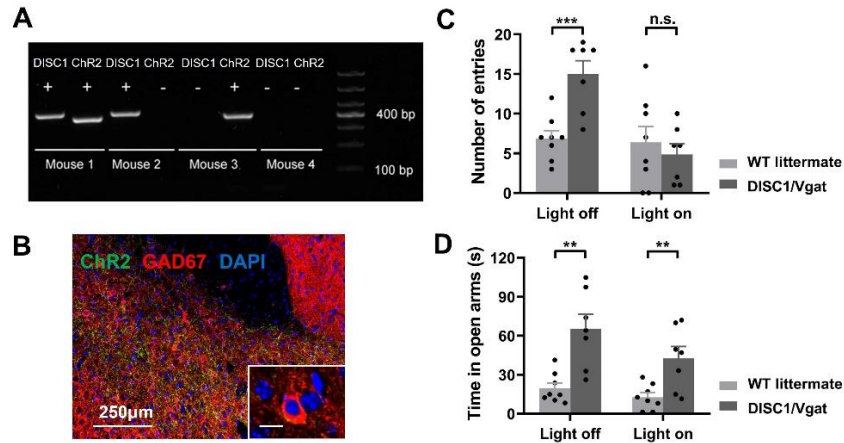 A
DISC1 ChR2 DISC1 ChR2 DISC1 ChR2 DISC1 ChR2
+ + + - - + - -
400 bp
Mouse 1 Mouse 2 Mouse 3 Mouse 4
100 bp
B
ChR2 GAD67 DAPI
250μm
C
*** n.s.
Number of entries
20
15
10
5
0
Light off Light on
WT littermate
DISC1/Vgat
D
** **
Time in open arms (s)
120
90
60
30
0
Light off Light on
WT littermate
DISC1/Vgat